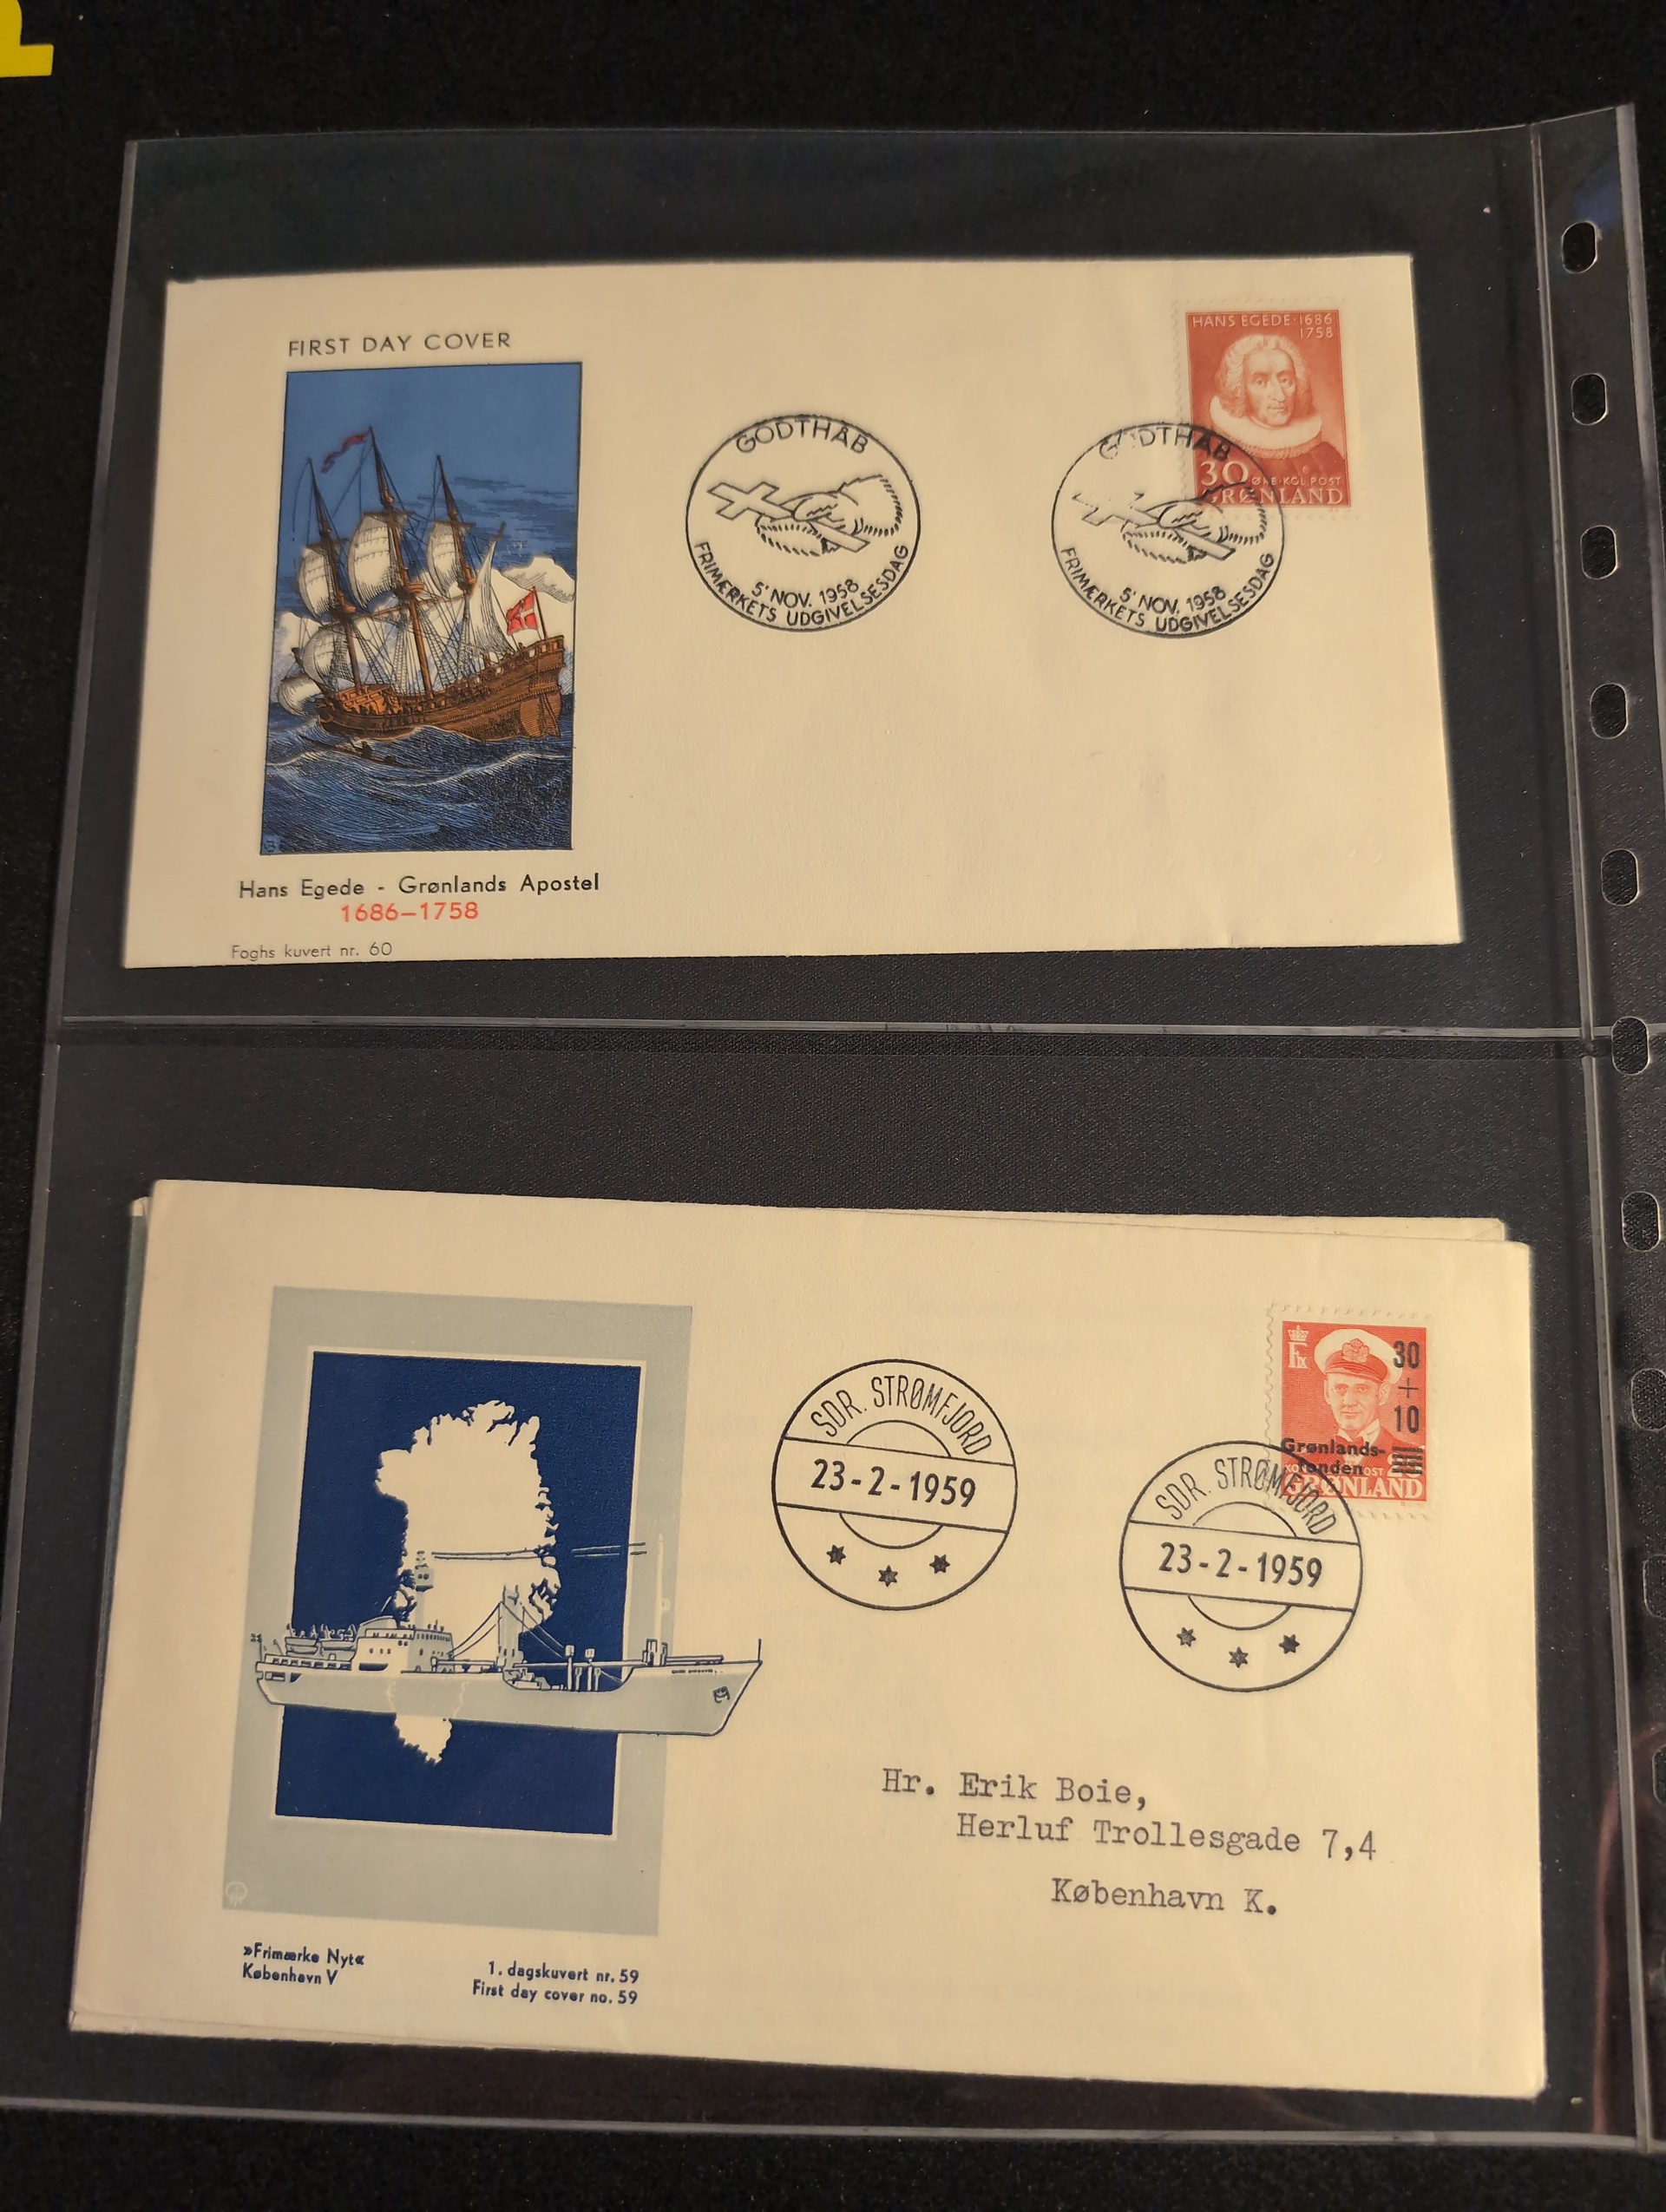 FIRST DAY COVER
HANS EGEDE · 1686
1758
30 ØRE · KGL. POST
GRØNLAND
GODTHÅB
5' NOV. 1958
FRIMÆRKETS UDGIVELSESDAG
GODTHÅB
5' NOV. 1958
FRIMÆRKETS UDGIVELSESDAG
Hans Egede - Grønlands Apostel
1686–1758
Foghs kuvert nr. 60
30
+
10
Grønlands-
fonden
GRØNLAND
SDR. STRØMFJORD
23-2-1959
SDR. STRØMFJORD
23-2-1959
Hr. Erik Boie,
Herluf Trollesgade 7,4
København K.
»Frimærke Nyt«
København V
1. dagskuvert nr. 59
First day cover no. 59